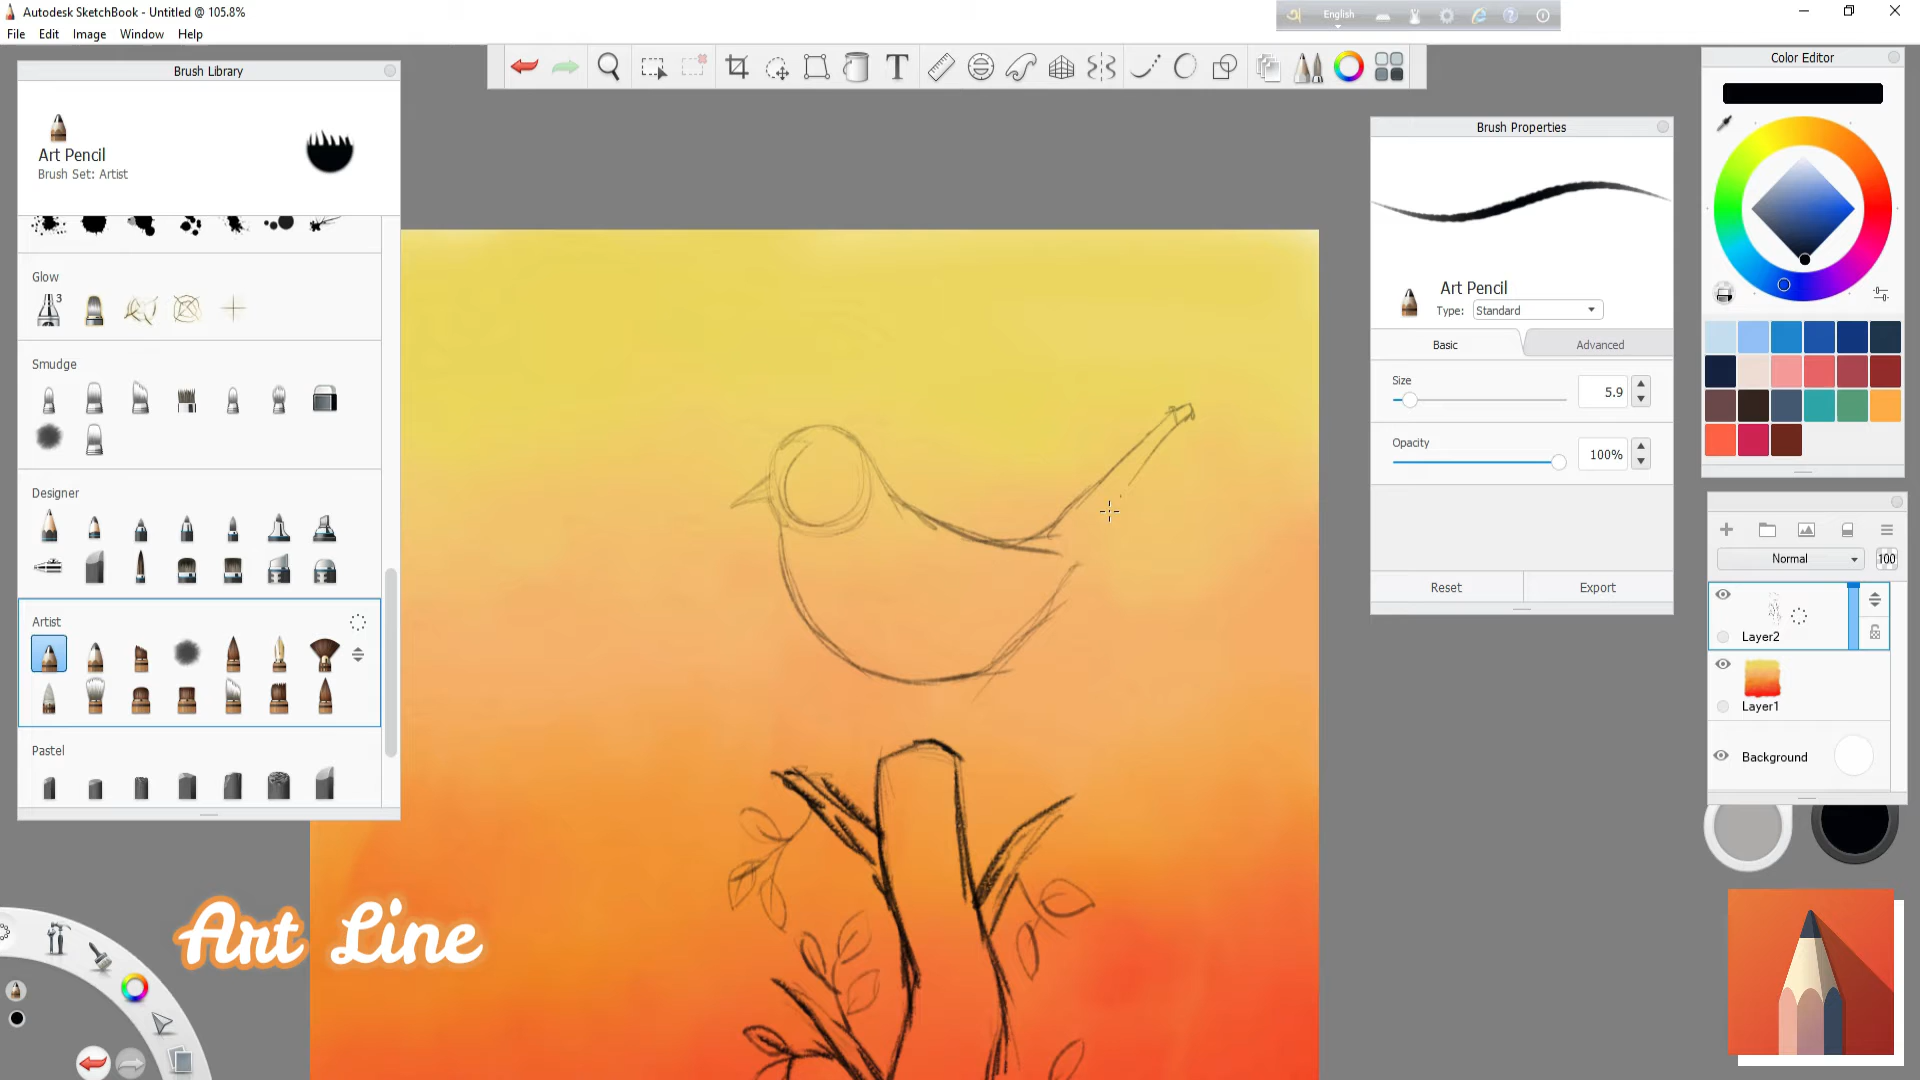 Autodesk SketchBook - Untitled @ 105.8%
English
File Edit Image Window Help
Brush Library
Color Editor
Art Pencil
Brush Set: Artist
Brush Properties
Glow
3
Art Pencil
Type: Standard
Basic Advanced
Smudge
Size
5.9
Opacity
100%
Designer
Normal 100
Reset Export
Artist
Layer2
Layer1
Pastel
Background
Art Line